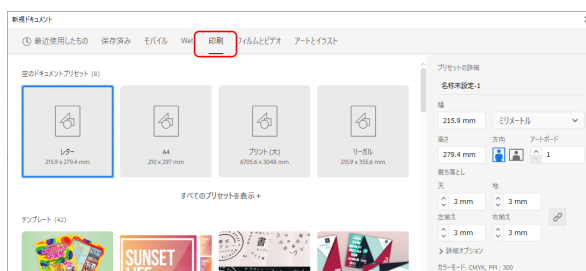 新規ドキュメント
最近使用したもの 保存済み モバイル Web 印刷 フィルムとビデオ アートとイラスト
空のドキュメントプリセット (8)
レター
215.9 x 279.4 mm
A4
210 x 297 mm
プリント (大)
6705.6 x 3048 mm
リーガル
215.9 x 355.6 mm
すべてのプリセットを表示 +
テンプレート (42)
SUNSET
LIFE
書
プリセットの詳細
名称未設定-1
幅
215.9 mm ミリメートル
高さ 方向 アートボード
279.4 mm 1
裁ち落とし
天 地
3 mm 3 mm
左揃え 右揃え
3 mm 3 mm
詳細オプション
カラーモード: CMYK, PPI : 300